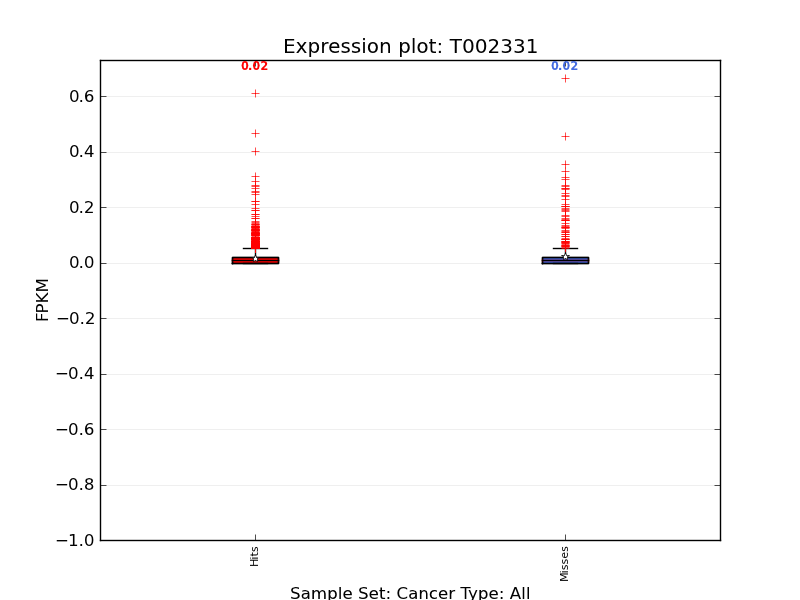 Expression plot: T002331
0.02 0.02
0.6
0.4
0.2
0.0
−0.2
−0.4
−0.6
−0.8
−1.0
FPKM
Hits Misses
Sample Set: Cancer Type: All